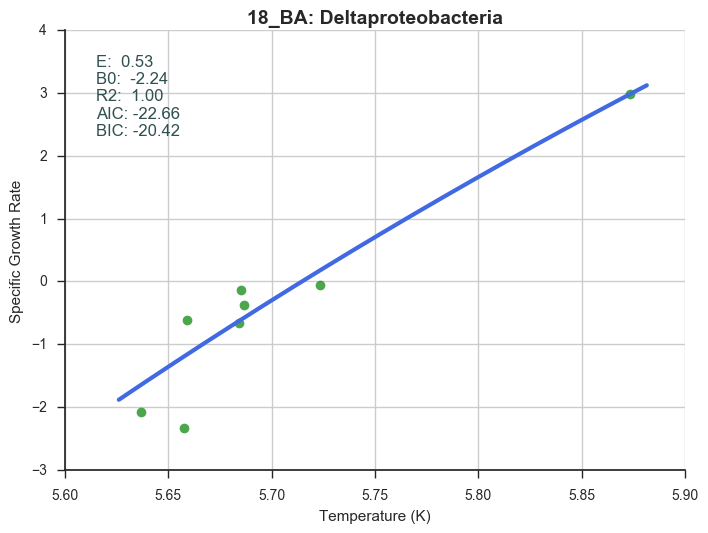 18_BA: Deltaproteobacteria
E:  0.53
B0:  -2.24
R2:  1.00
AIC: -22.66
BIC: -20.42
Specific Growth Rate
4
3
2
1
0
−1
−2
−3
5.60 5.65 5.70 5.75 5.80 5.85 5.90
Temperature (K)